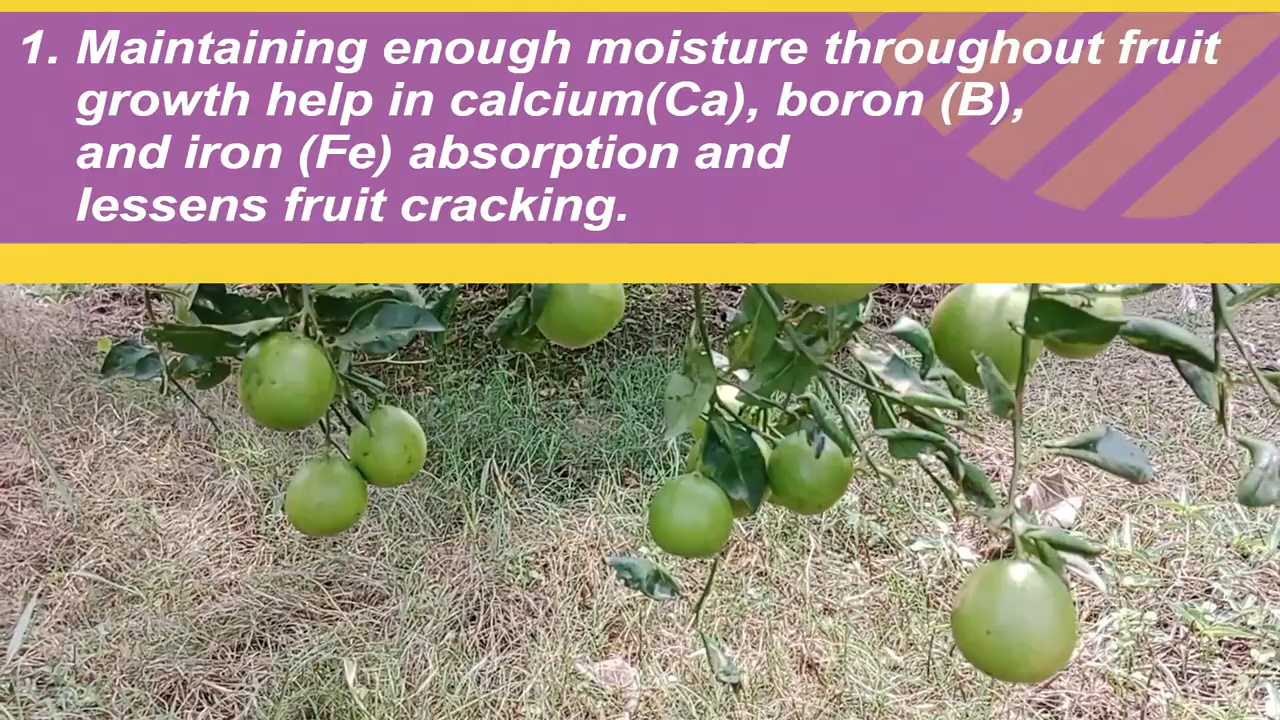 1. Maintaining enough moisture throughout fruit
growth help in calcium(Ca), boron (B),
and iron (Fe) absorption and
lessens fruit cracking.